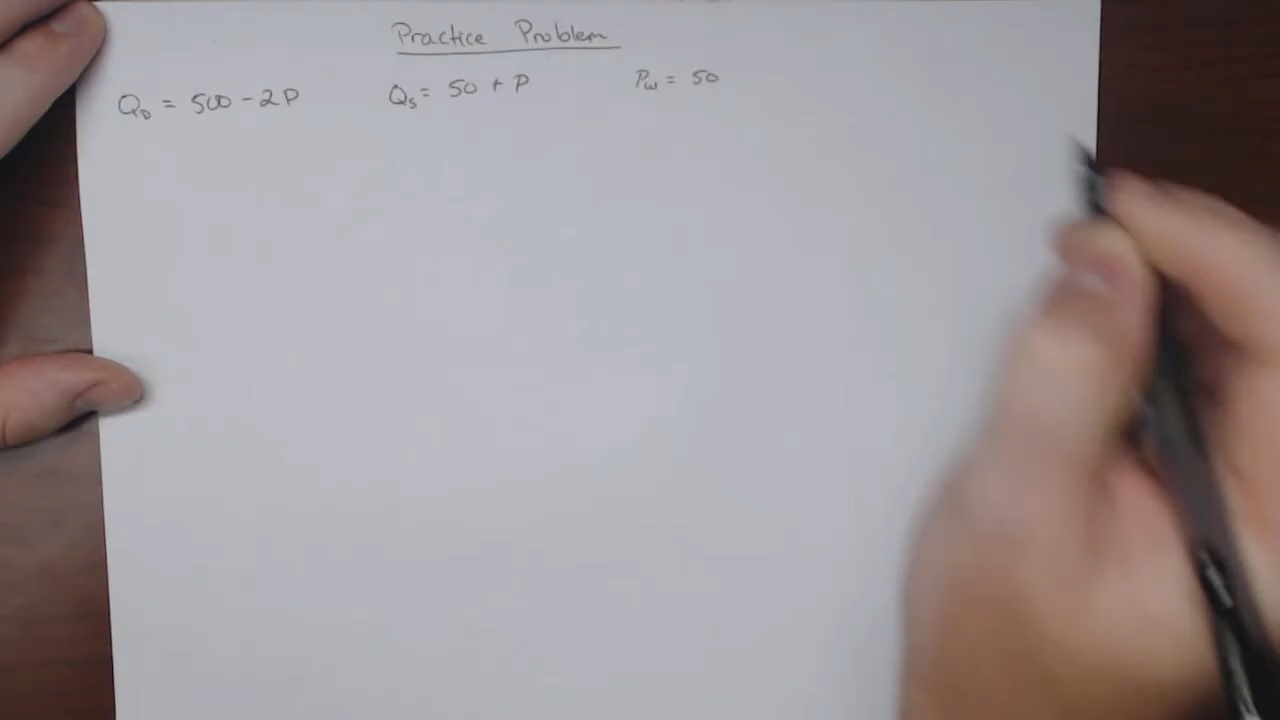 Practice Problem
Q_D = 500 - 2P Q_S = 50 + P P_W = 50